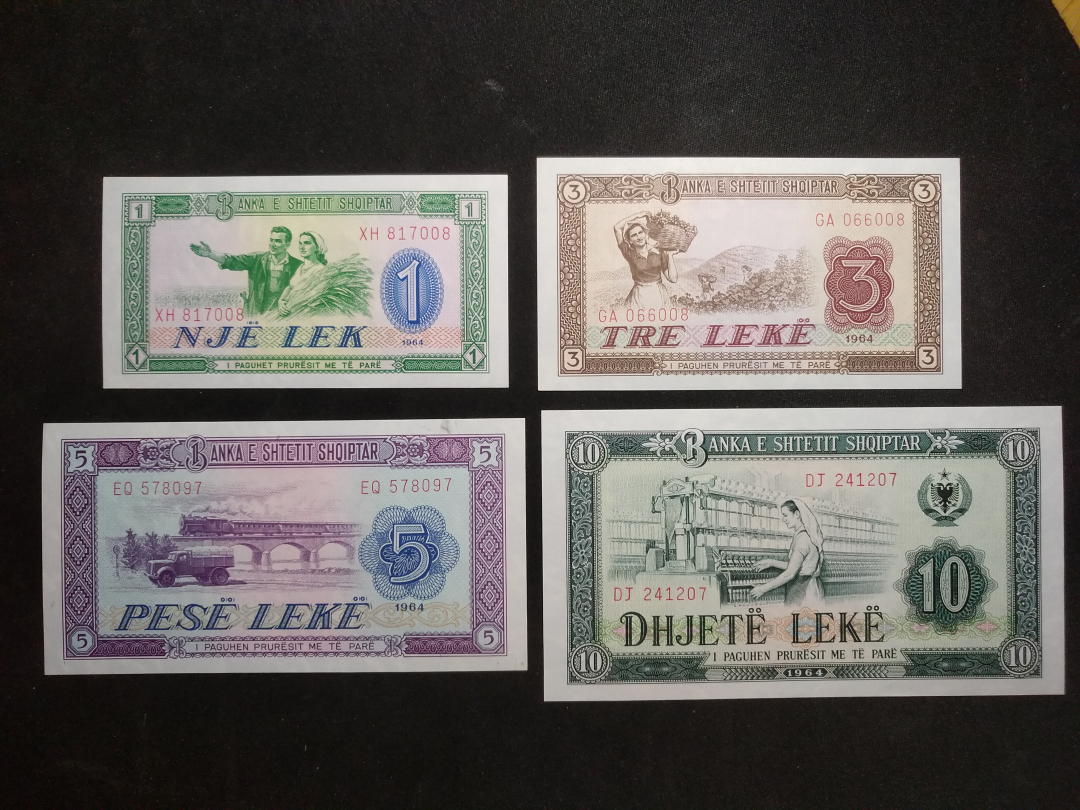 1 BANKA E SHTETIT SHQIPTAR 1
XH 817008
1
XH 817008
NJË LEK 1964
1 I PAGUHET PRURËSIT ME TË PARË 1
3 BANKA E SHTETIT SHQIPTAR 3
GA 066008
3
GA 066008
TRE LEKË 1964
3 I PAGUHEN PRURËSIT ME TË PARË 3
5 BANKA E SHTETIT SHQIPTAR 5
EQ 578097 EQ 578097
5
PESË LEKË 1964
5 I PAGUHEN PRURËSIT ME TË PARË 5
10 BANKA E SHTETIT SHQIPTAR 10
DJ 241207
10
DJ 241207
DHJETË LEKË
10 I PAGUHEN PRURËSIT ME TË PARË 10
1964